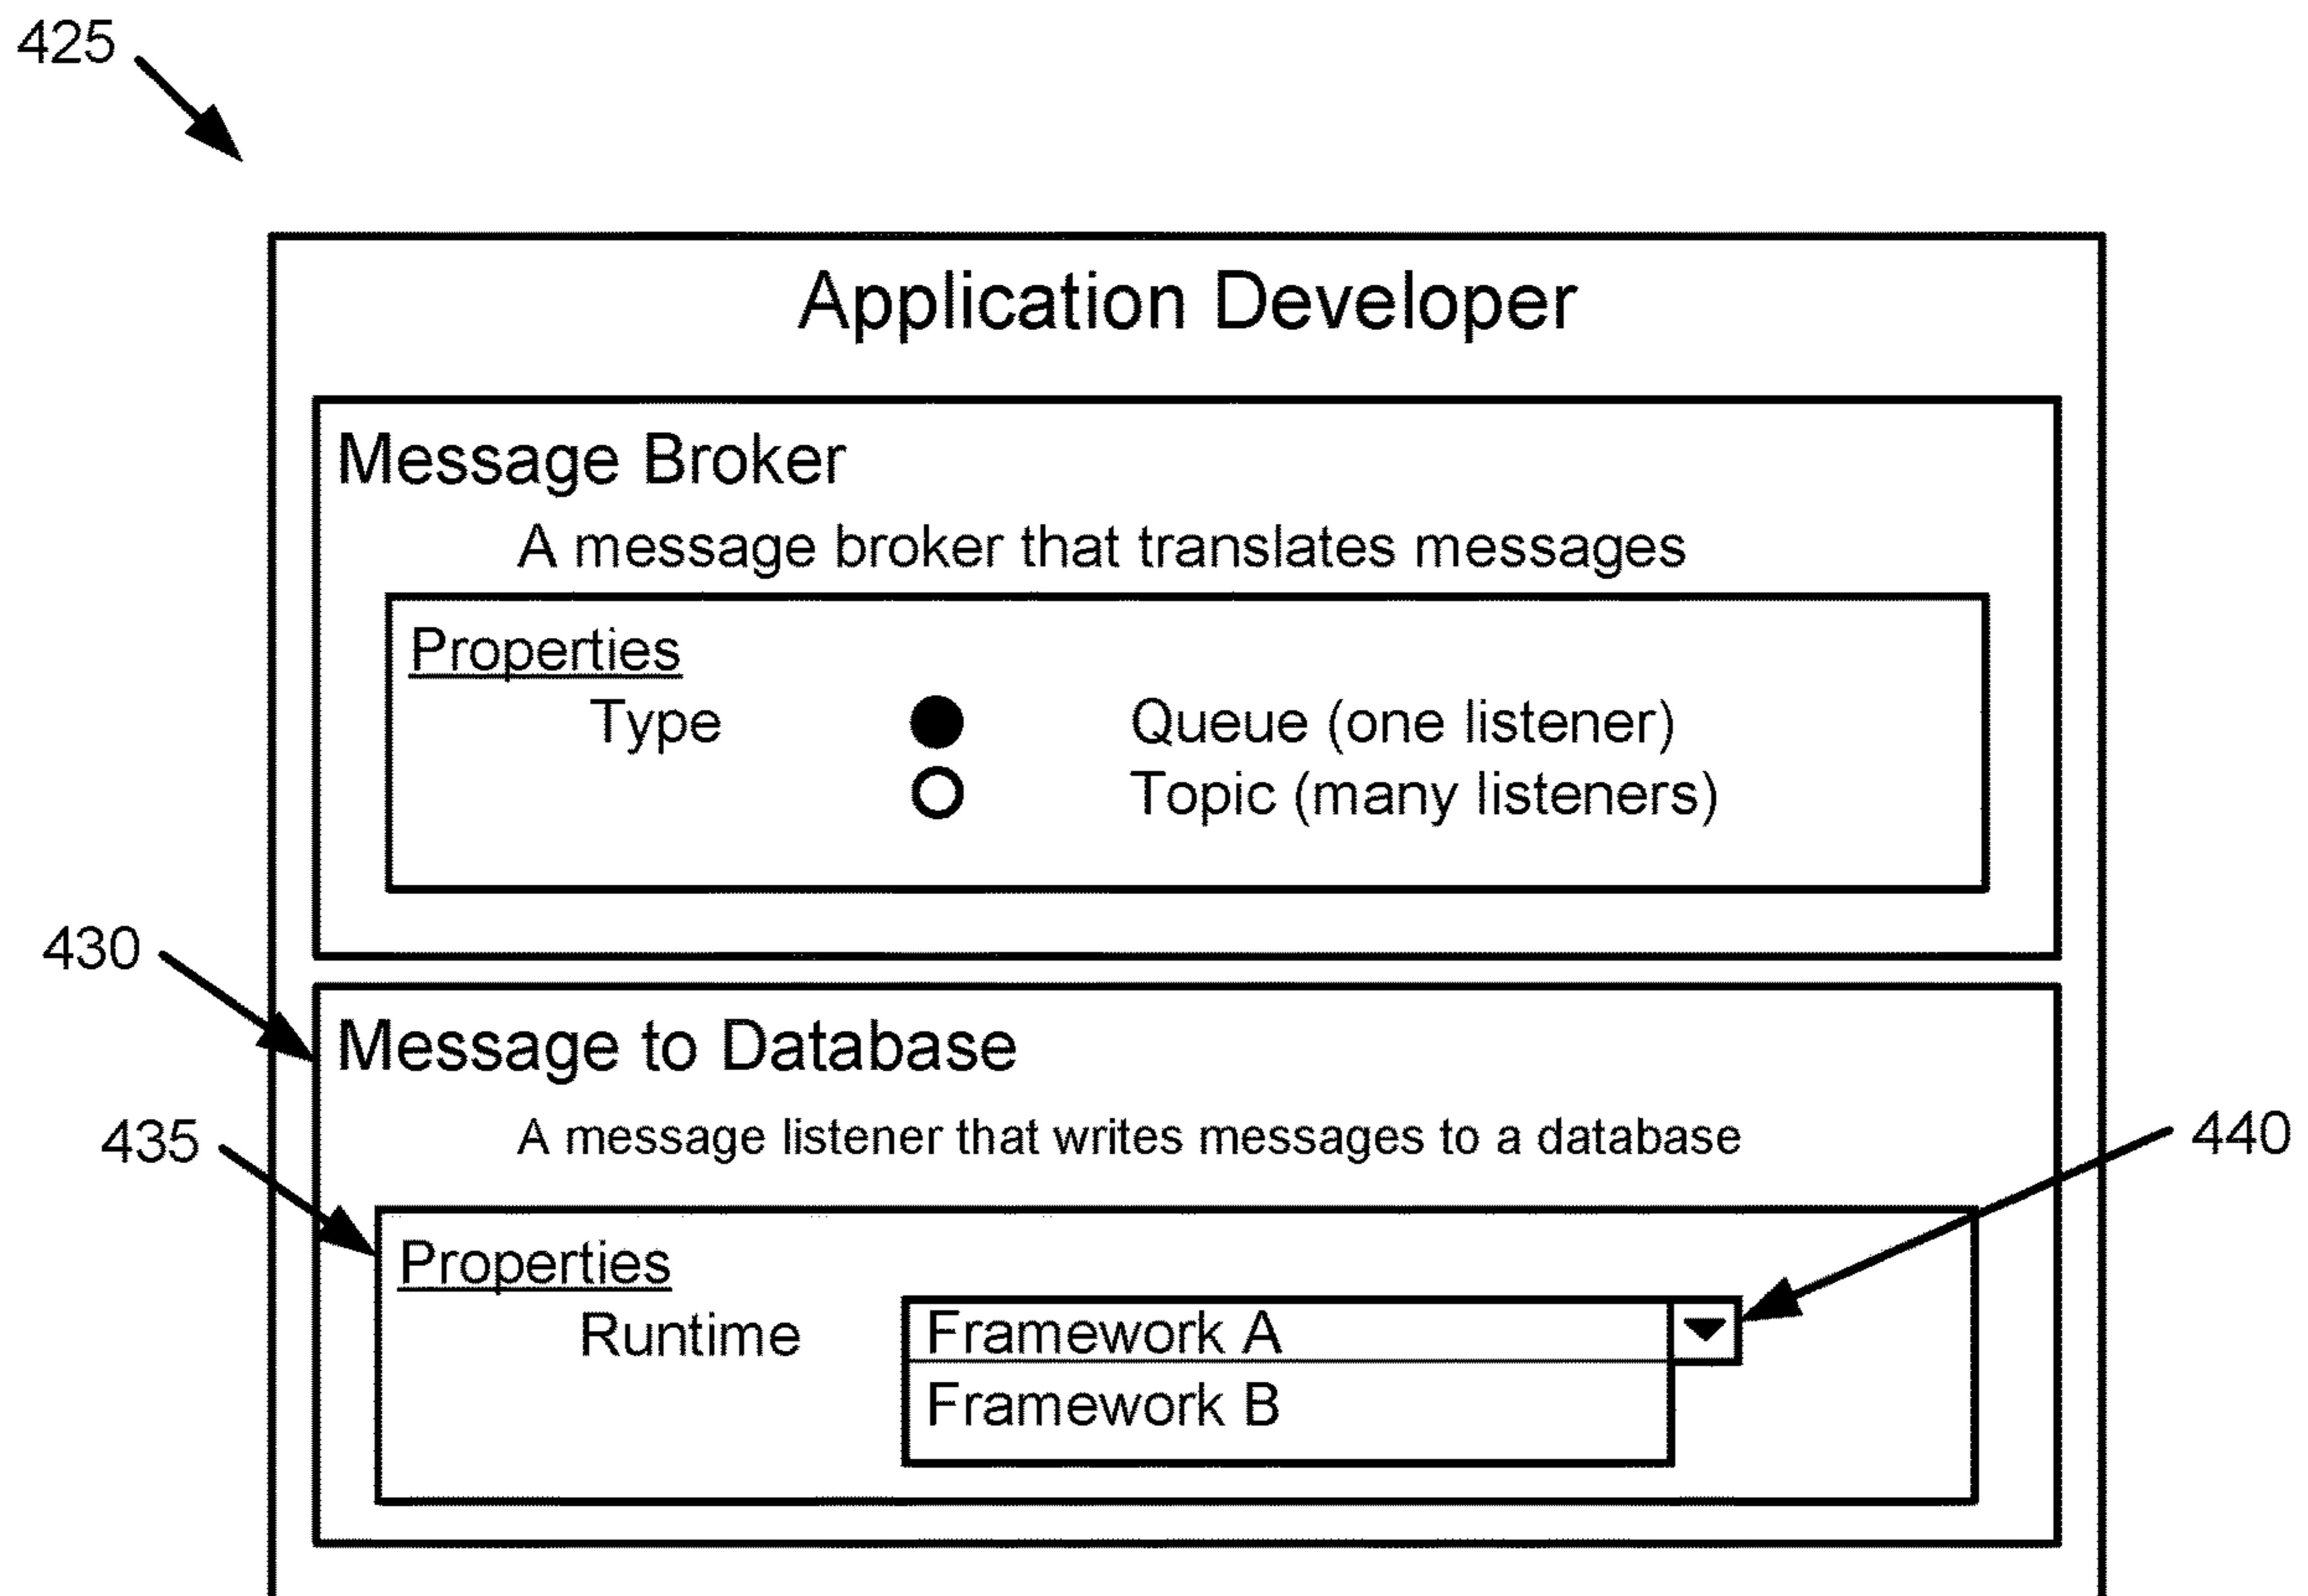 425
Application Developer
Message Broker
A message broker that translates messages
Properties
Type Queue (one listener)
Topic (many listeners)
430
Message to Database
435
A message listener that writes messages to a database
440
Properties
Runtime Framework A
Framework B